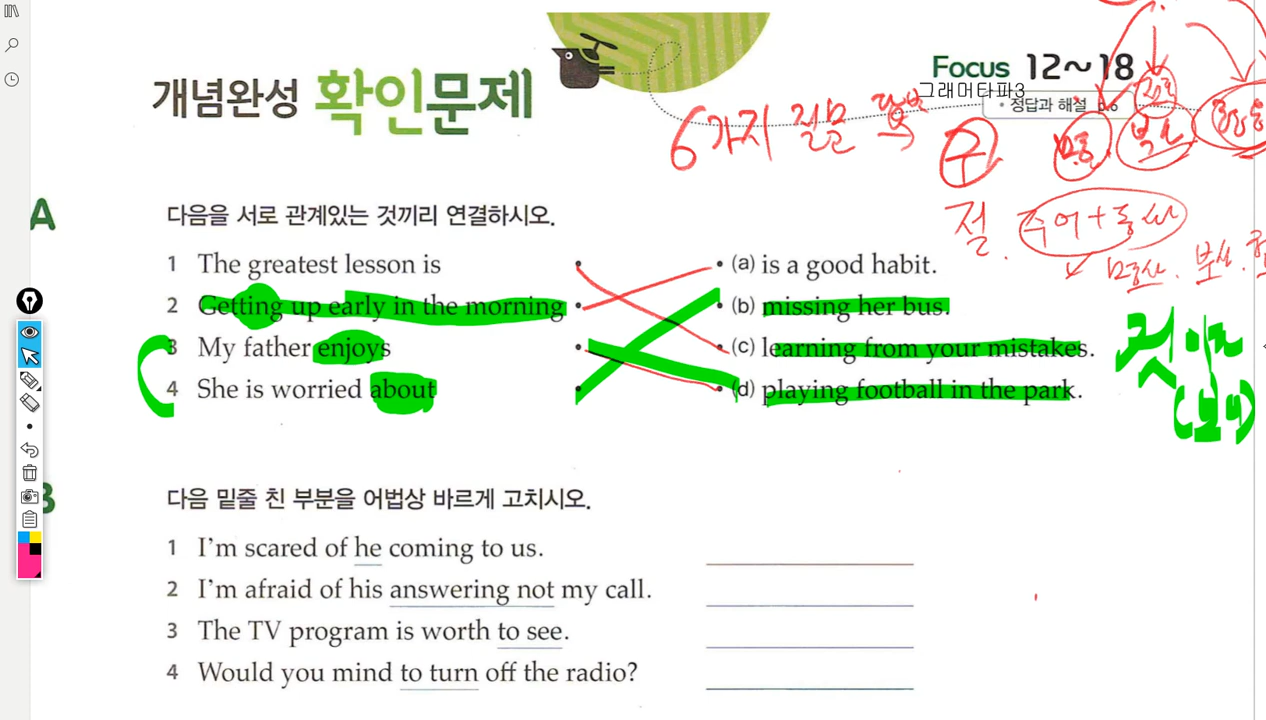 Focus 12~18
그래머타파3
개념완성 확인문제
• 정답과 해설 p.6
6가지 질문
주
절. 주어+동사
A 다음을 서로 관계있는 것끼리 연결하시오.
1 The greatest lesson is • • (a) is a good habit.
2 Getting up early in the morning • • (b) missing her bus.
3 My father enjoys • • (c) learning from your mistakes.
4 She is worried about • • (d) playing football in the park.
B 다음 밑줄 친 부분을 어법상 바르게 고치시오.
1 I'm scared of he coming to us.
2 I'm afraid of his answering not my call.
3 The TV program is worth to see.
4 Would you mind to turn off the radio?